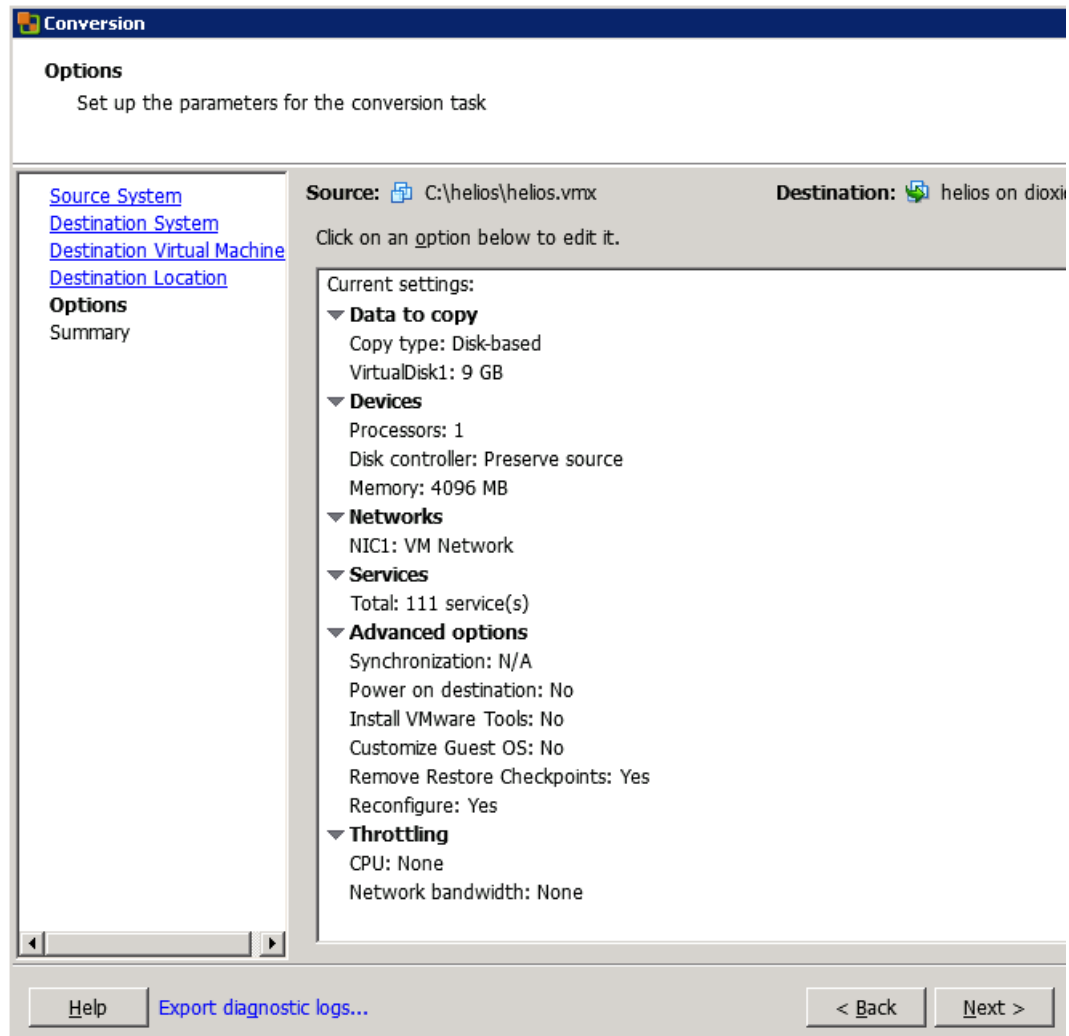 Conversion
Options
Set up the parameters for the conversion task
Source System
Destination System
Destination Virtual Machine
Destination Location
Options
Summary
Source: C:\helios\helios.vmx Destination: helios on
Click on an option below to edit it.
Current settings:
Data to copy
Copy type: Disk-based
VirtualDisk1: 9 GB
Devices
Processors: 1
Disk controller: Preserve source
Memory: 4096 MB
Networks
NIC1: VM Network
Services
Total: 111 service(s)
Advanced options
Synchronization: N/A
Power on destination: No
Install VMware Tools: No
Customize Guest OS: No
Remove Restore Checkpoints: Yes
Reconfigure: Yes
Throttling
CPU: None
Network bandwidth: None
Help Export diagnostic logs... < Back Next >